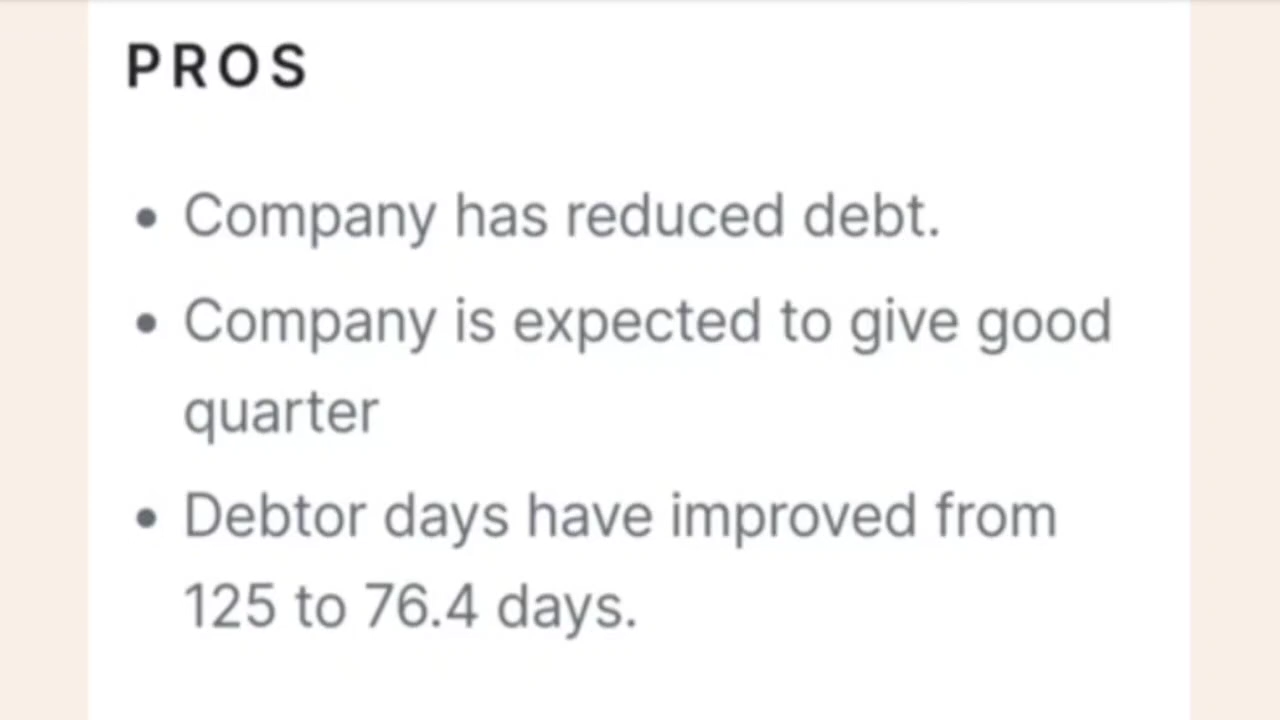 PROS
• Company has reduced debt.
• Company is expected to give good
quarter
• Debtor days have improved from
125 to 76.4 days.